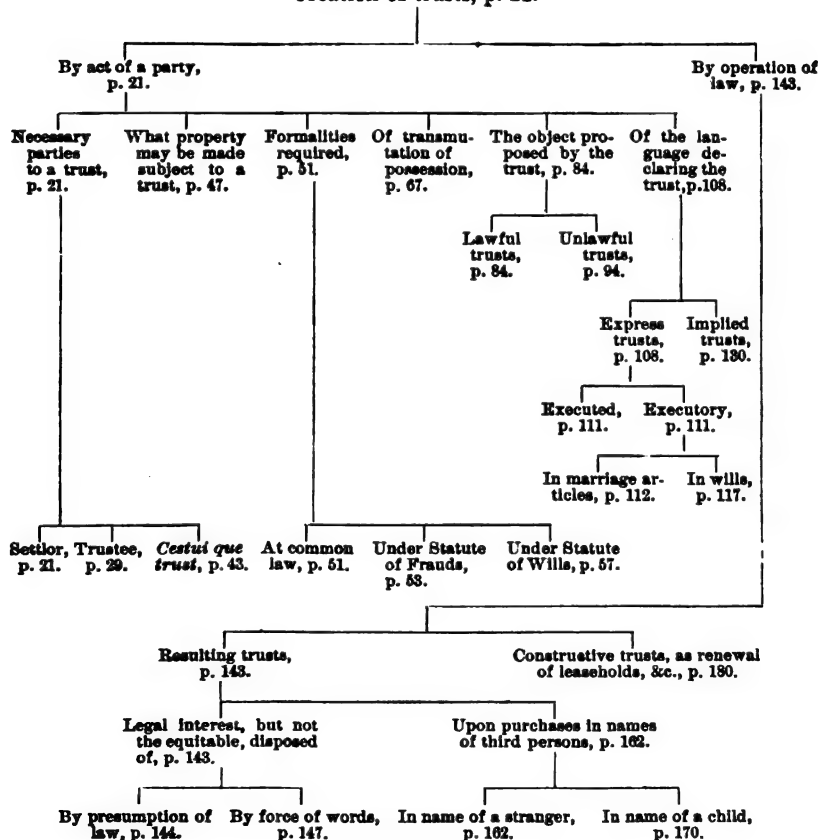 By act of a party,
p. 21.
By operation of
law, p. 143.
Necessary
parties
to a trust,
p. 21.
What property
may be made
subject to a
trust, p. 47.
Formalities
required,
p. 51.
Of transmu-
tation of
possession,
p. 67.
The object pro-
posed by the
trust, p. 84.
Of the lan-
guage de-
claring the
trust, p. 108.
Lawful
trusts,
p. 84.
Unlawful
trusts,
p. 94.
Express
trusts,
p. 108.
Implied
trusts,
p. 130.
Executed,
p. 111.
Executory,
p. 111.
In marriage ar-
ticles, p. 112.
In wills,
p. 117.
Settlor,
p. 21.
Trustee,
p. 29.
Cestui que
trust, p. 43.
At common
law, p. 51.
Under Statute
of Frauds,
p. 53.
Under Statute
of Wills, p. 57.
Resulting trusts,
p. 143.
Constructive trusts, as renewal
of leaseholds, &c., p. 180.
Legal interest, but not
the equitable, disposed
of, p. 143.
Upon purchases in names
of third persons, p. 162.
By presumption of
law, p. 144.
By force of words,
p. 147.
In name of a stranger,
p. 162.
In name of a child,
p. 170.